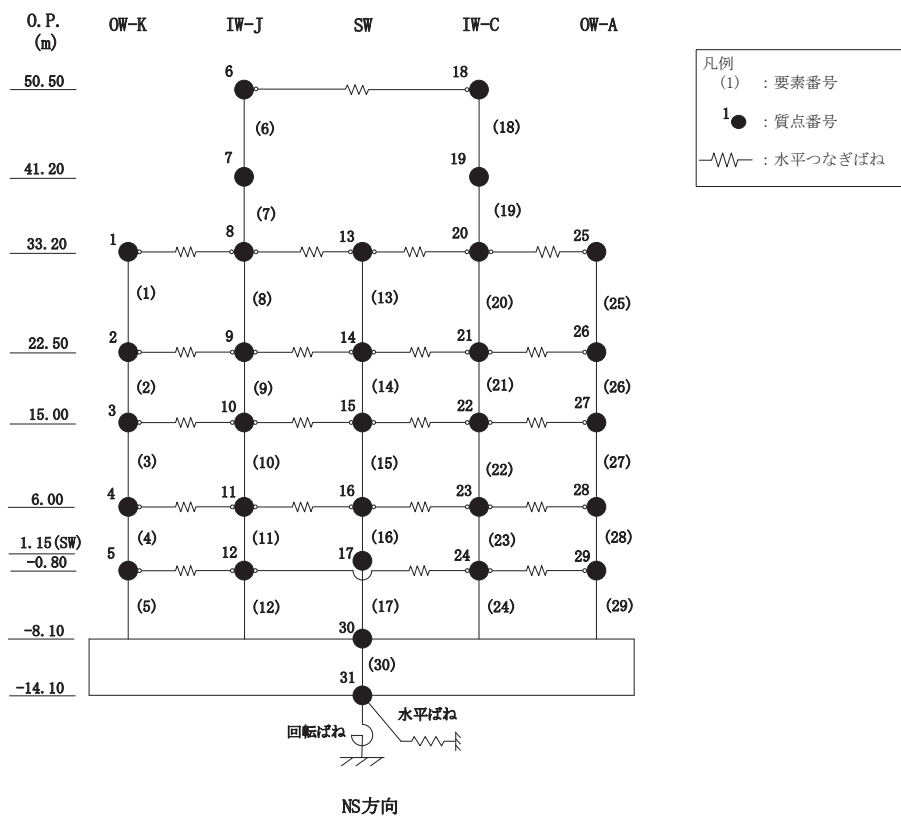 O.P. OW-K IW-J SW IW-C OW-A
(m)
凡例
(1) : 要素番号
1 : 質点番号
: 水平つなぎばね
50.50 6 18
(6) (18)
41.20 7 19
(7) (19)
33.20 1 8 13 20 25
(1) (8) (13) (20) (25)
22.50 2 9 14 21 26
(2) (9) (14) (21) (26)
15.00 3 10 15 22 27
(3) (10) (15) (22) (27)
6.00 4 11 16 23 28
(4) (11) (16) (23) (28)
1.15(SW) 17
-0.80 5 12 24 29
(5) (12) (17) (24) (29)
-8.10 30
(30)
-14.10 31
水平ばね
回転ばね
NS方向